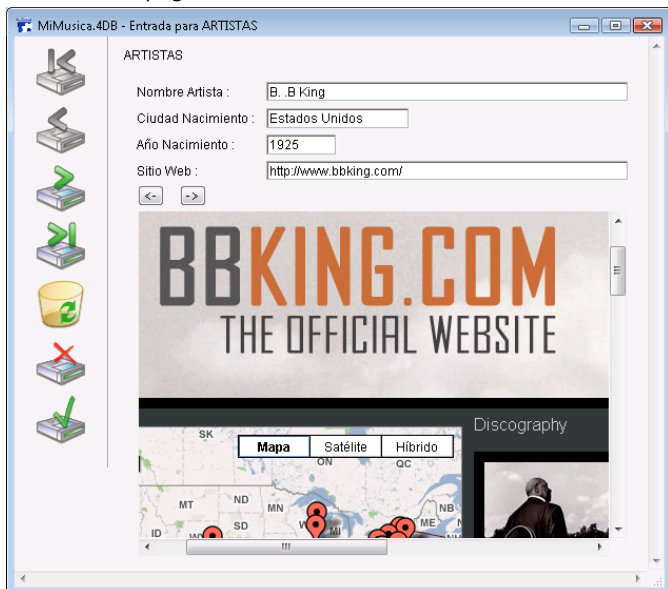 MiMusica.4DB - Entrada para ARTISTAS
ARTISTAS
Nombre Artista : B. .B King
Ciudad Nacimiento : Estados Unidos
Año Nacimiento : 1925
Sitio Web : http://www.bbking.com/
<- ->
BBKING.COM
THE OFFICIAL WEBSITE
Discography
SK
Mapa Satélite Híbrido
ON QC
MT ND MN NB
ID SD MI ME